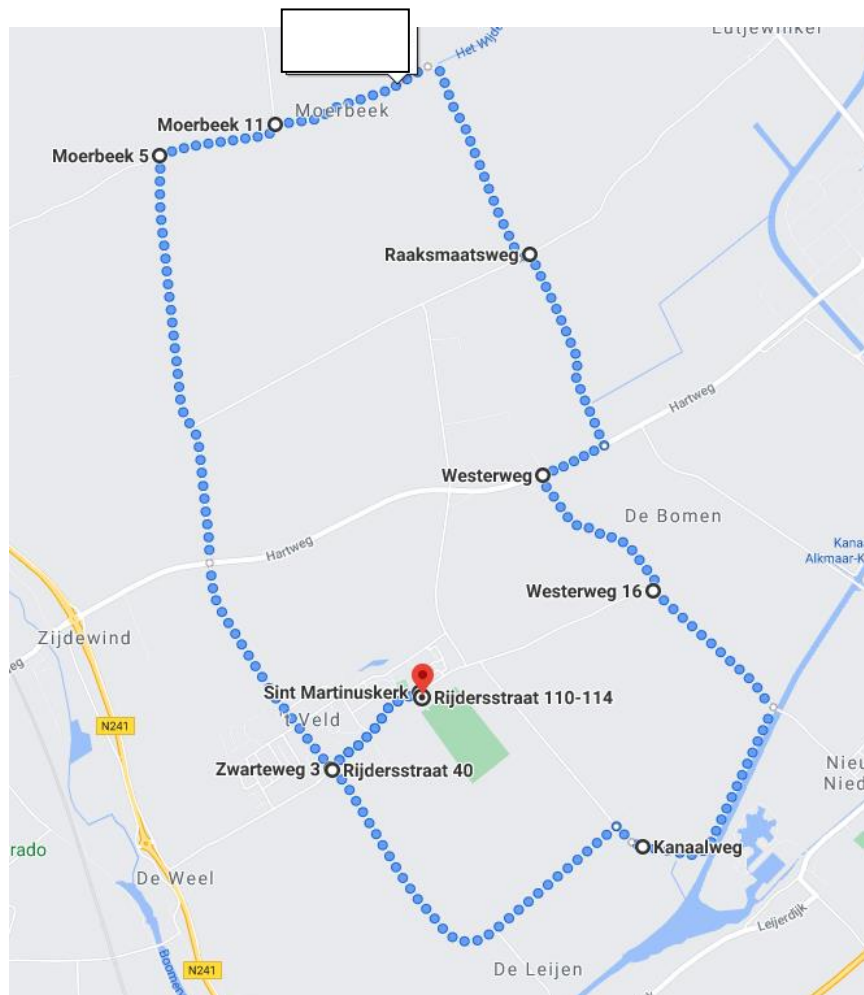 Lutjewinkel
Het Wijde
Moerbeek 11
Moerbeek
Moerbeek 5
Raaksmaatsweg
Hartweg
Westerweg
De Bomen
Hartweg
Kana
Alkmaar-K
Westerweg 16
Zijdewind
eg
Sint Martinuskerk
Rijdersstraat 110-114
't Veld
N241
Zwarteweg 3
Rijdersstraat 40
Nieu
Nied
Kanaalweg
rado
De Weel
Leijerdijk
De Leijen
N241
Boomen